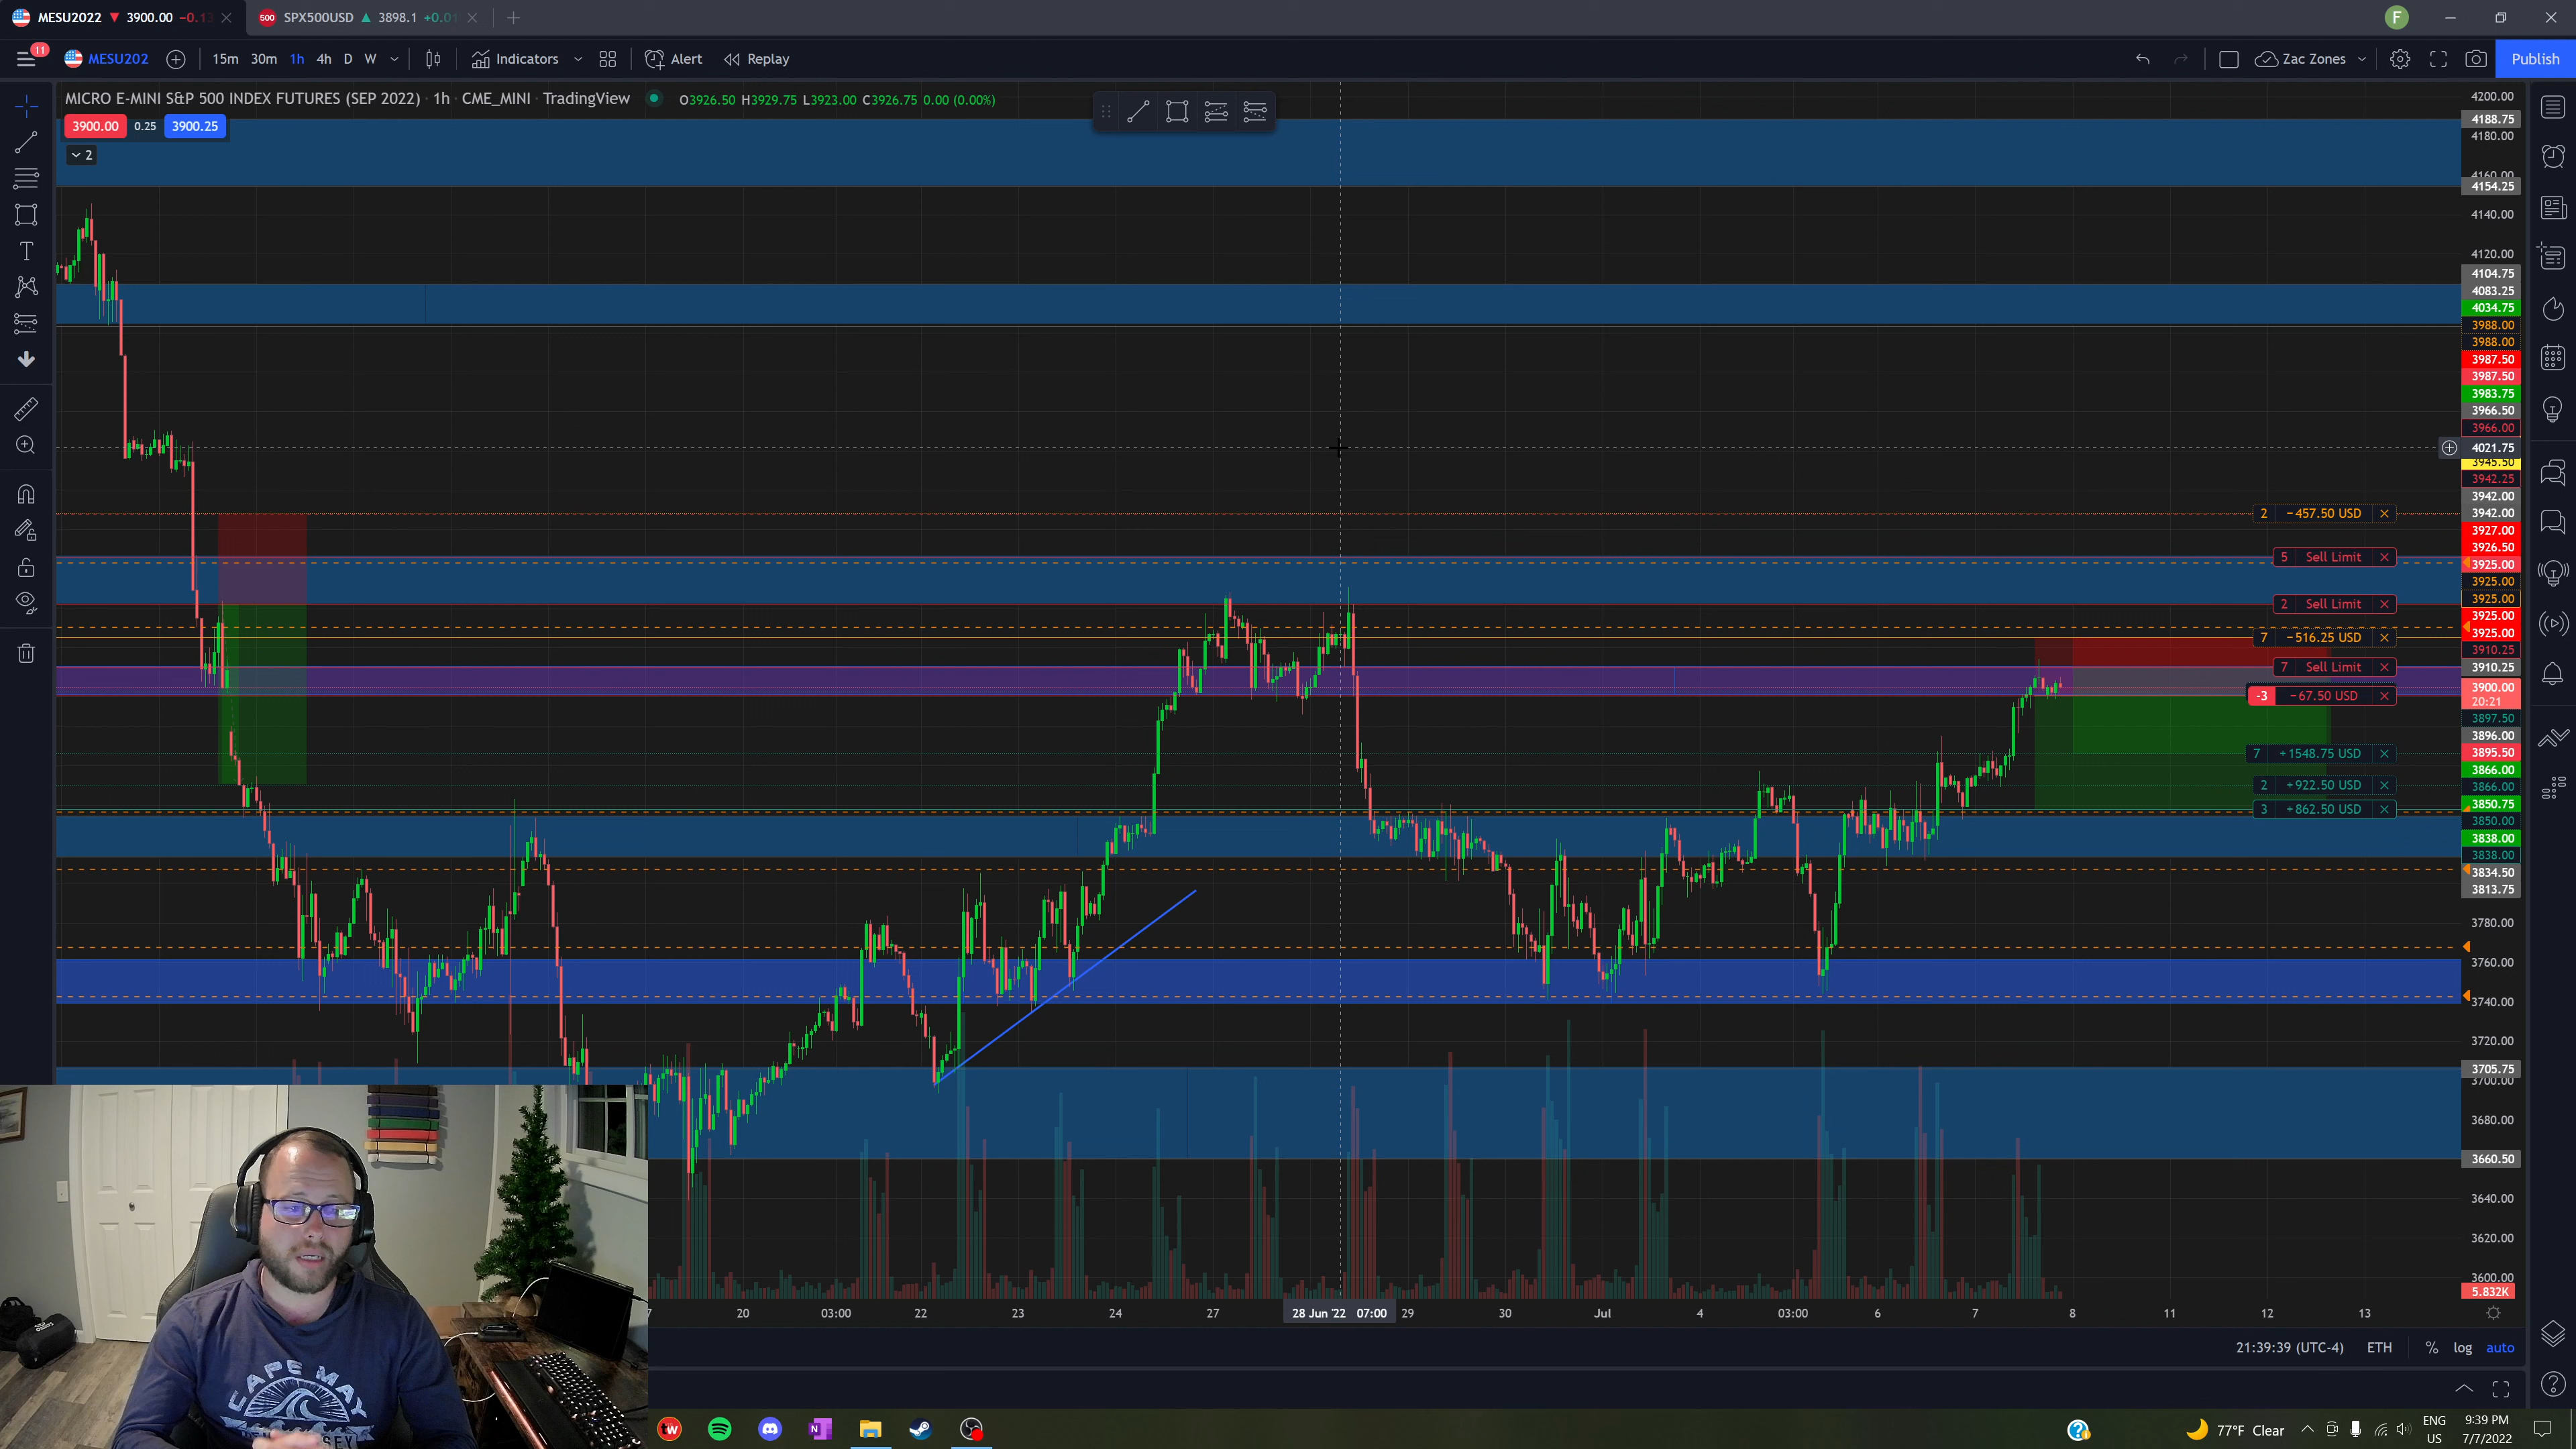 MESU2022 ▼ 3900.00 −0.13
SPX500USD ▲ 3898.1 +0.01
F
11
MESU202
15m 30m 1h 4h D W
Indicators
Alert
Replay
Zac Zones
Publish
MICRO E-MINI S&P 500 INDEX FUTURES (SEP 2022) · 1h · CME_MINI · TradingView
O3926.50 H3929.75 L3923.00 C3926.75 0.00 (0.00%)
3900.00 0.25 3900.25
2
4200.00
4188.75
4180.00
4160.00
4154.25
4140.00
4120.00
4104.75
4083.25
4034.75
3988.00
3988.00
3987.50
3987.50
3983.75
3966.50
3966.00
4021.75
3945.50
3942.25
3942.00
3942.00
3927.00
3926.50
3925.00
3925.00
3925.00
3925.00
3925.00
3910.25
3910.25
3900.00
20:21
3897.50
3896.00
3895.50
3866.00
3866.00
3850.75
3850.00
3838.00
3838.00
3834.50
3813.75
3780.00
3760.00
3740.00
3720.00
3705.75
3700.00
3680.00
3660.50
3640.00
3620.00
3600.00
5.832K
2 −457.50 USD
5 Sell Limit
2 Sell Limit
7 −516.25 USD
7 Sell Limit
-3 −67.50 USD
7 +1548.75 USD
2 +922.50 USD
3 +862.50 USD
7 20 03:00 22 23 24 27 28 Jun '22 07:00 29 30 Jul 4 03:00 6 7 8 11 12 13
21:39:39 (UTC-4) ETH % log auto
CAPE MAY
77°F Clear
ENG
US
9:39 PM
7/7/2022